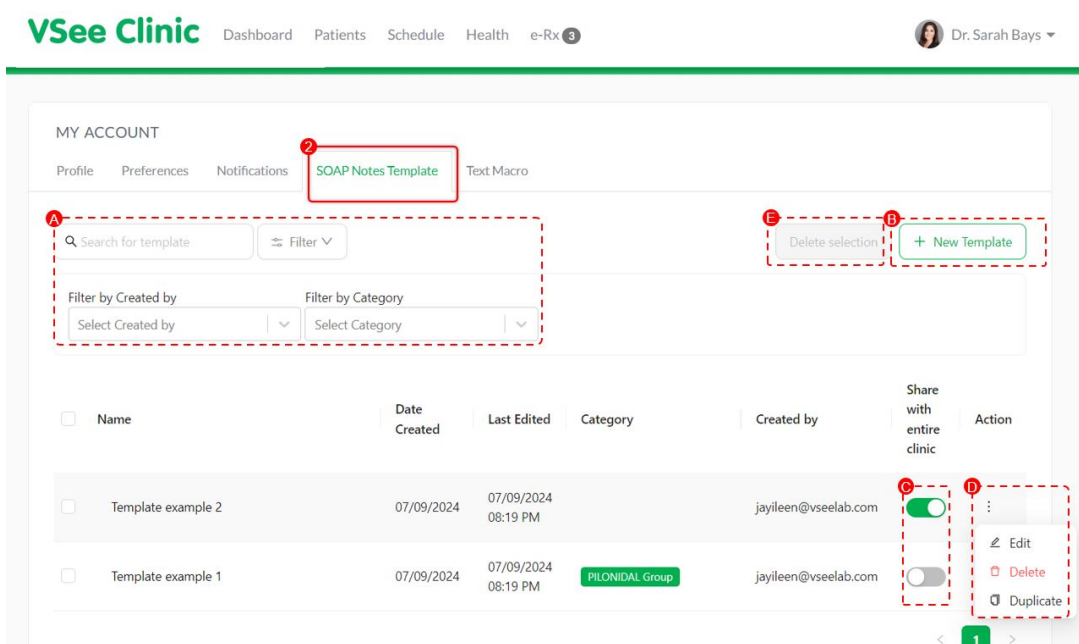 VSee Clinic Dashboard Patients Schedule Health e-Rx 3 Dr. Sarah Bays
MY ACCOUNT
2
Profile Preferences Notifications SOAP Notes Template Text Macro
A E B
Search for template Filter Delete selection + New Template
Filter by Created by Filter by Category
Select Created by Select Category
Name Date Created Last Edited Category Created by Share with entire clinic Action
C D
Template example 2 07/09/2024 07/09/2024 08:19 PM jayileen@vseelab.com
Edit
Template example 1 07/09/2024 07/09/2024 08:19 PM PILONIDAL Group jayileen@vseelab.com Delete
Duplicate
< 1 >